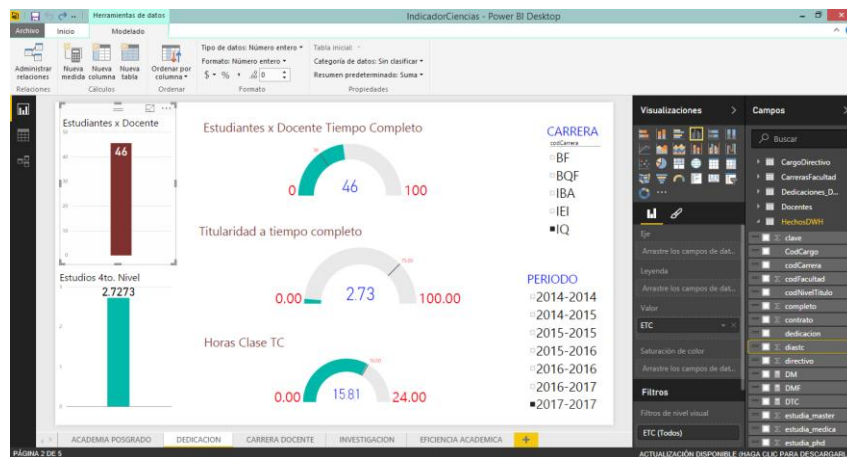 Herramientas de datos
IndicadorCiencias - Power BI Desktop
Archivo Inicio Modelado
Administrar relaciones
Nueva medida
Nueva columna
Nueva tabla
Ordenar por columna
Tipo de datos: Número entero
Formato: Número entero
$ % 0
Tabla inicial:
Categoría de datos: Sin clasificar
Resumen predeterminado: Suma
Relaciones Cálculos Ordenar Formato Propiedades
Estudiantes x Docente
46
Estudiantes x Docente Tiempo Completo
0 46 100
Titularidad a tiempo completo
15.00
0.00 2.73 100.00
Estudios 4to. Nivel
2.7273
Horas Clase TC
0.00 15.81 24.00
CARRERA
codCarrera
BF
BQF
IBA
IEI
IQ
PERIODO
2014-2014
2014-2015
2015-2015
2015-2016
2016-2016
2016-2017
2017-2017
ACADEMIA POSGRADO DEDICACION CARRERA DOCENTE INVESTIGACION EFICIENCIA ACADEMICA +
PÁGINA 2 DE 5
Visualizaciones
Eje
Arrastre los campos de dat...
Leyenda
Arrastre los campos de dat...
Valor
ETC
Saturación de color
Arrastre los campos de dat...
Filtros
Filtros de nivel visual
ETC (Todos)
Campos
Buscar
CargoDirectivo
CarrerasFacultad
Dedicaciones_D...
Docentes
HechosDWH
clave
CodCargo
codCarrera
codFacultad
codNivelTitulo
completo
contrato
dedicacion
diastc
directivo
DM
DMF
DTC
estudia_master
estudia_medica
estudia_phd
ACTUALIZACIÓN DISPONIBLE (HAGA CLIC PARA DESCARGAR)